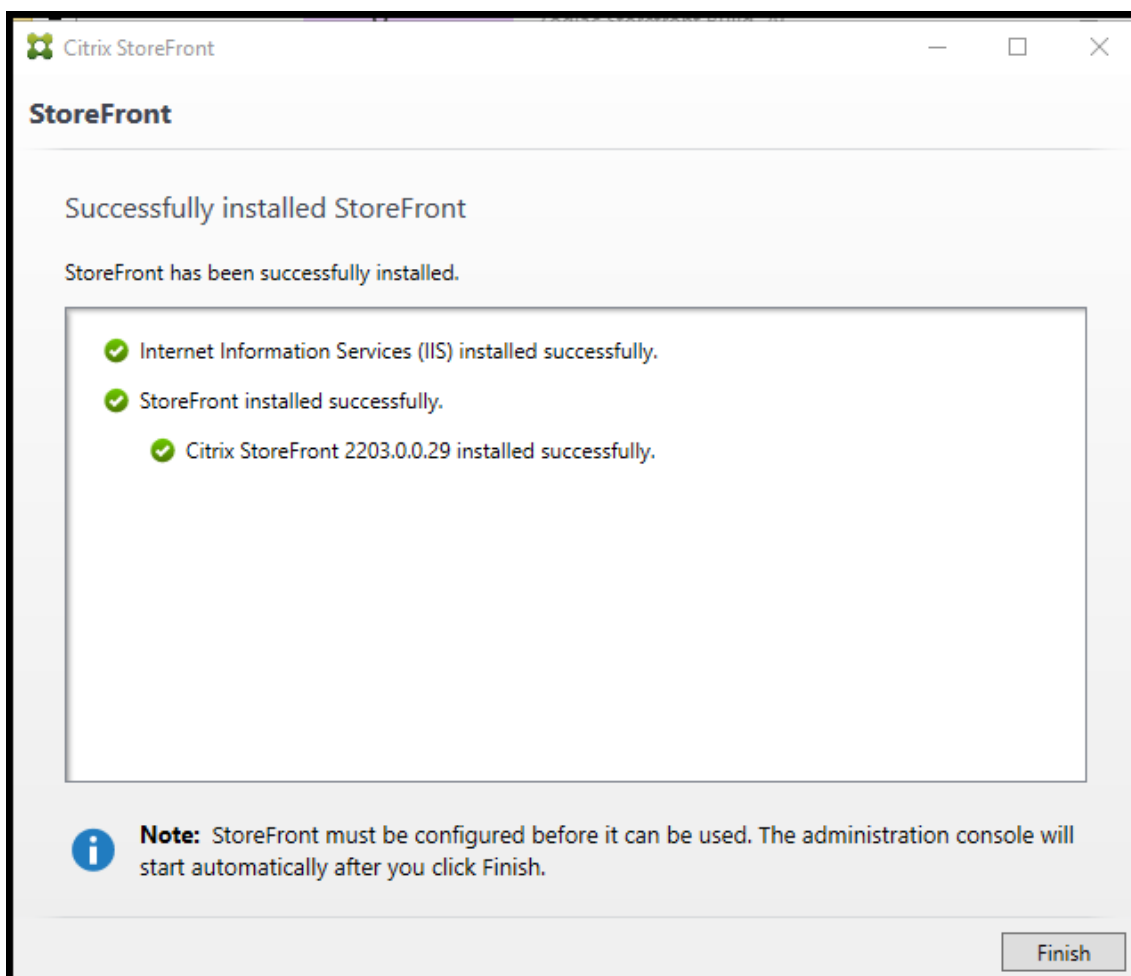 Citrix StoreFront
StoreFront
Successfully installed StoreFront
StoreFront has been successfully installed.
Internet Information Services (IIS) installed successfully.
StoreFront installed successfully.
Citrix StoreFront 2203.0.0.29 installed successfully.
Note: StoreFront must be configured before it can be used. The administration console will
start automatically after you click Finish.
Finish